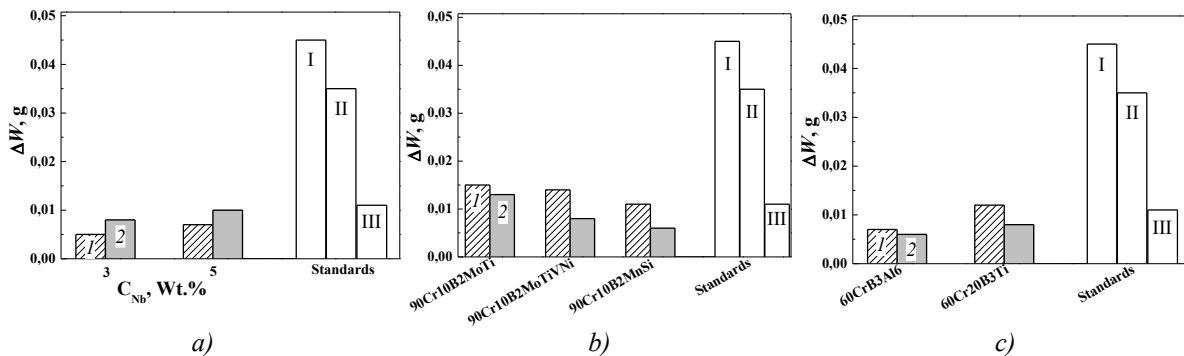 0,05
0,04
0,03
0,02
0,01
0,00
ΔW, g
I
II
III
1
2
3
5
Standards
C_Nb, Wt.%
a)
0,05
0,04
0,03
0,02
0,01
0,00
ΔW, g
I
II
III
1
2
90Cr10B2MoTi
90Cr10B2MoTiVNi
90Cr10B2MnSi
Standards
b)
0,05
0,04
0,03
0,02
0,01
0,00
ΔW, g
I
II
III
1
2
60CrB3Al6
60Cr20B3Ti
Standards
c)